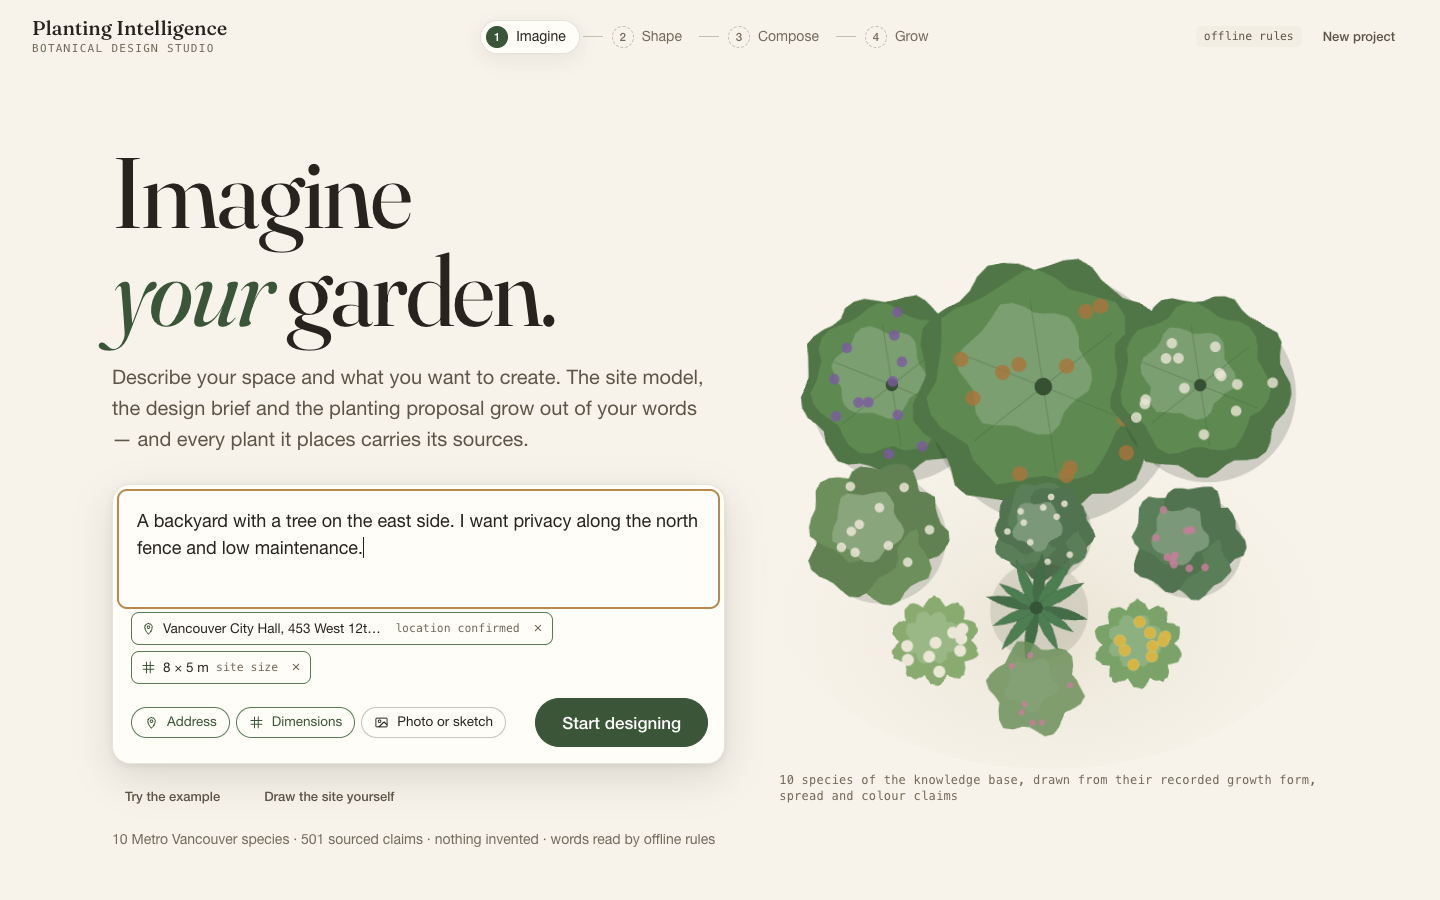 Planting Intelligence
BOTANICAL DESIGN STUDIO
1 Imagine
2 Shape
3 Compose
4 Grow
offline rules
New project
Imagine
your garden.
Describe your space and what you want to create. The site model,
the design brief and the planting proposal grow out of your words
— and every plant it places carries its sources.
A backyard with a tree on the east side. I want privacy along the north
fence and low maintenance.
Vancouver City Hall, 453 West 12t… location confirmed ×
8 × 5 m site size ×
Address
Dimensions
Photo or sketch
Start designing
Try the example
Draw the site yourself
10 Metro Vancouver species · 501 sourced claims · nothing invented · words read by offline rules
10 species of the knowledge base, drawn from their recorded growth form,
spread and colour claims